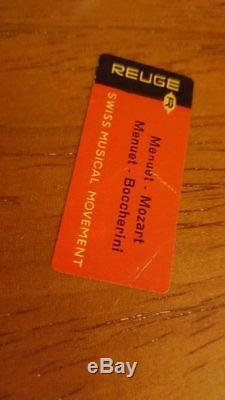 REUGE
R
Menuet - Mozart
Menuet - Boccherini
SWISS MUSICAL MOVEMENT
ebay